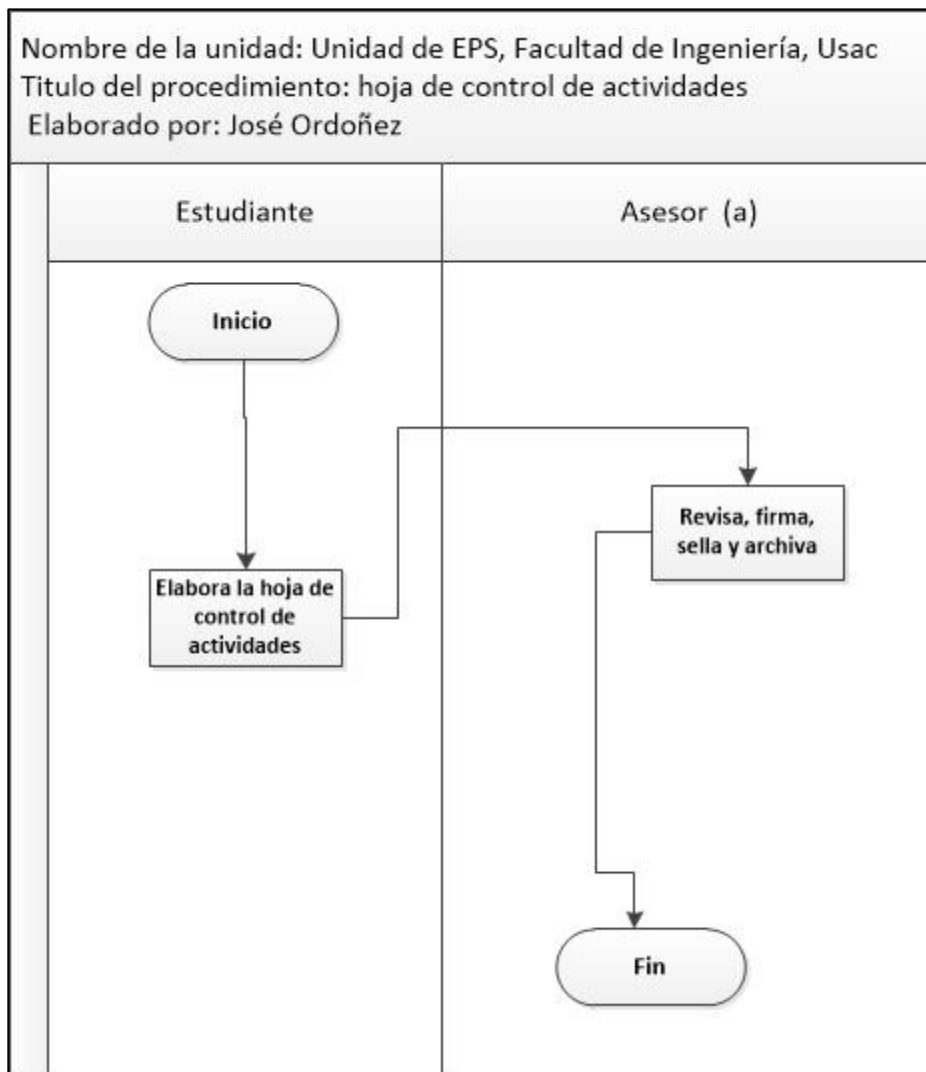 Nombre de la unidad: Unidad de EPS, Facultad de Ingeniería, Usac
Titulo del procedimiento: hoja de control de actividades
Elaborado por: José Ordoñez
Estudiante
Asesor (a)
Inicio
Elabora la hoja de
control de
actividades
Revisa, firma,
sella y archiva
Fin